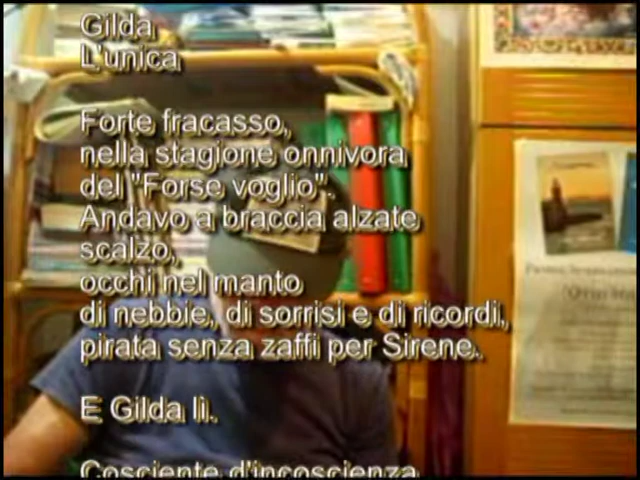 Gilda
L'unica
Forte fracasso,
nella stagione onnivora
del "Forse voglio".
Andavo a braccia alzate
scalzo,
occhi nel manto
di nebbie, di sorrisi e di ricordi,
pirata senza zaffi per Sirene.
E Gilda lì.
Cosciente d'incoscienza